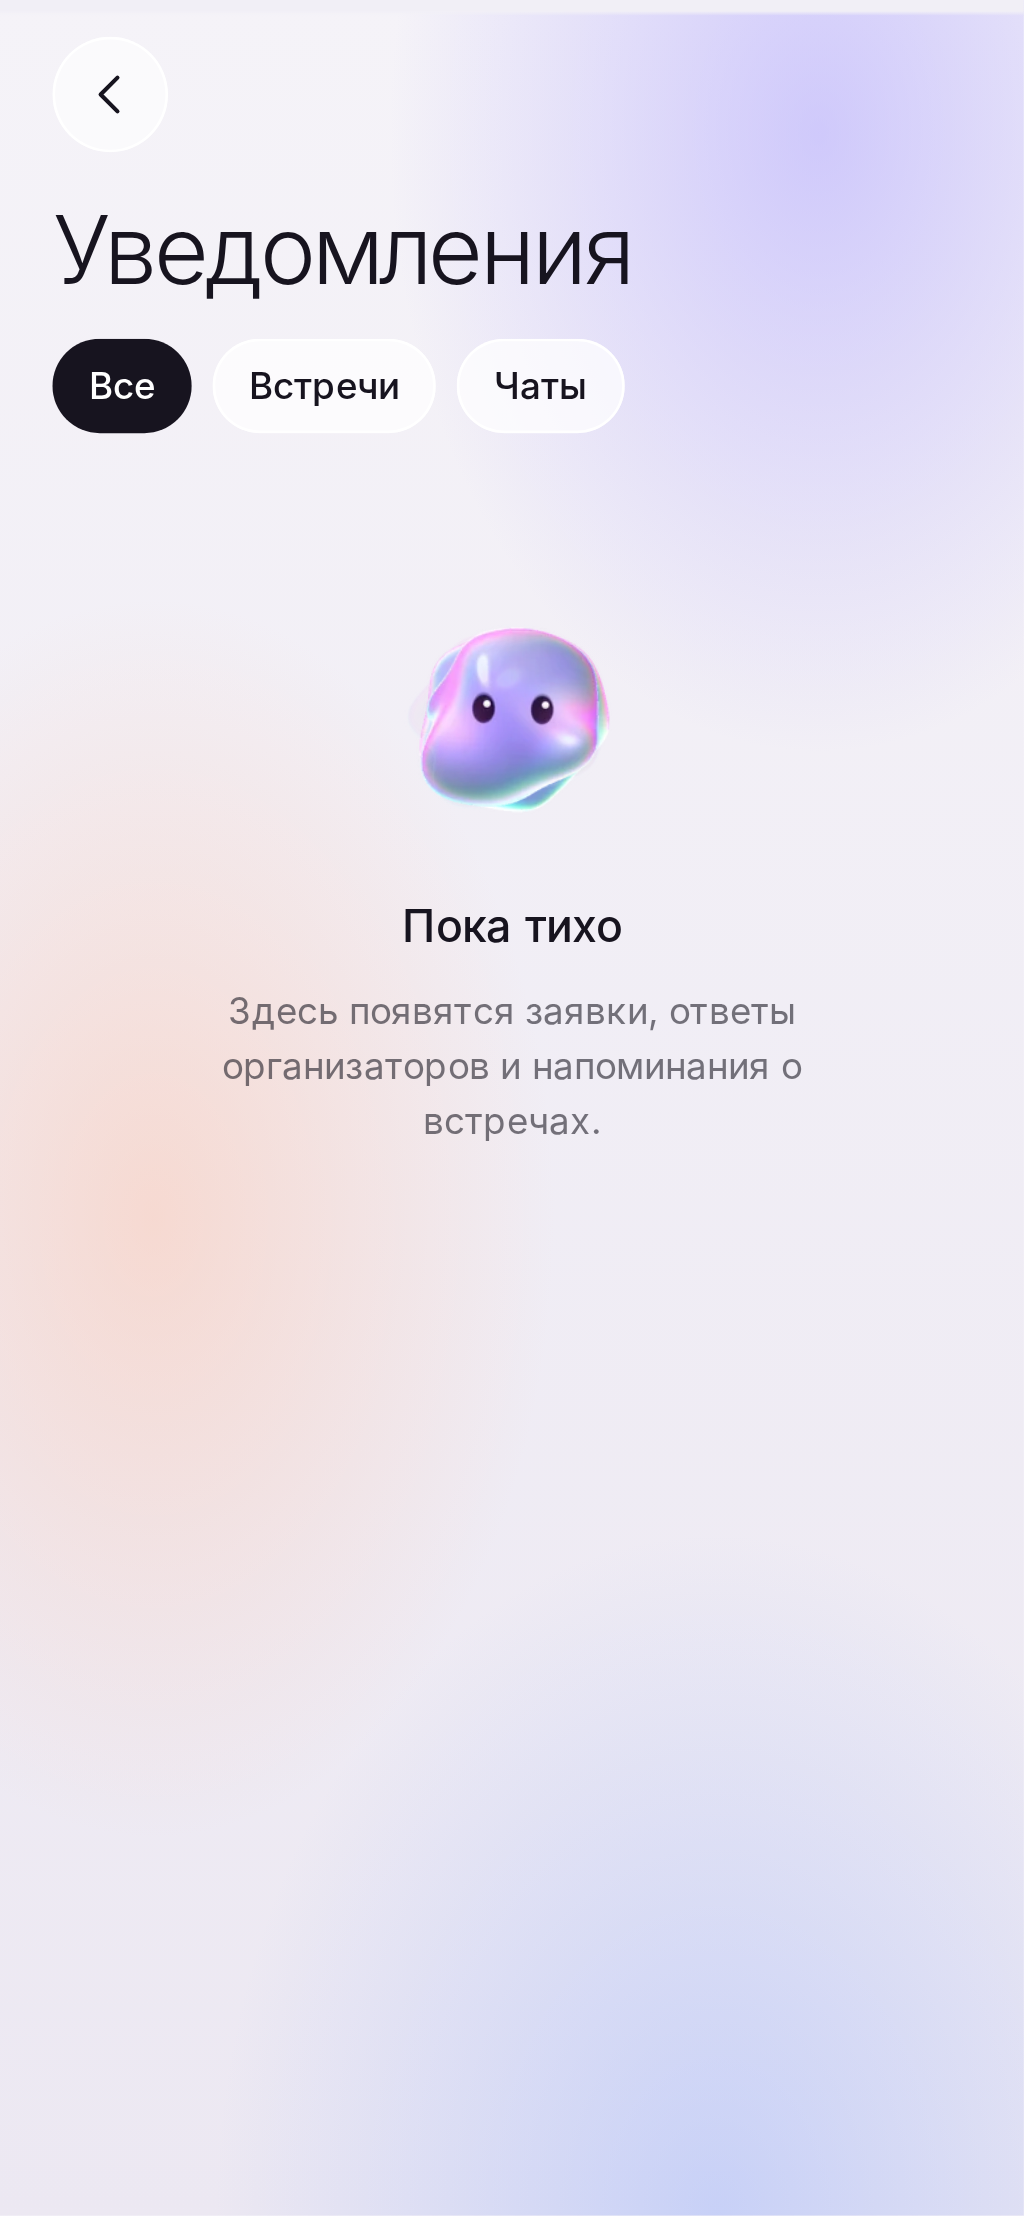 Уведомления
Все
Встречи
Чаты
Пока тихо
Здесь появятся заявки, ответы
организаторов и напоминания о
встречах.